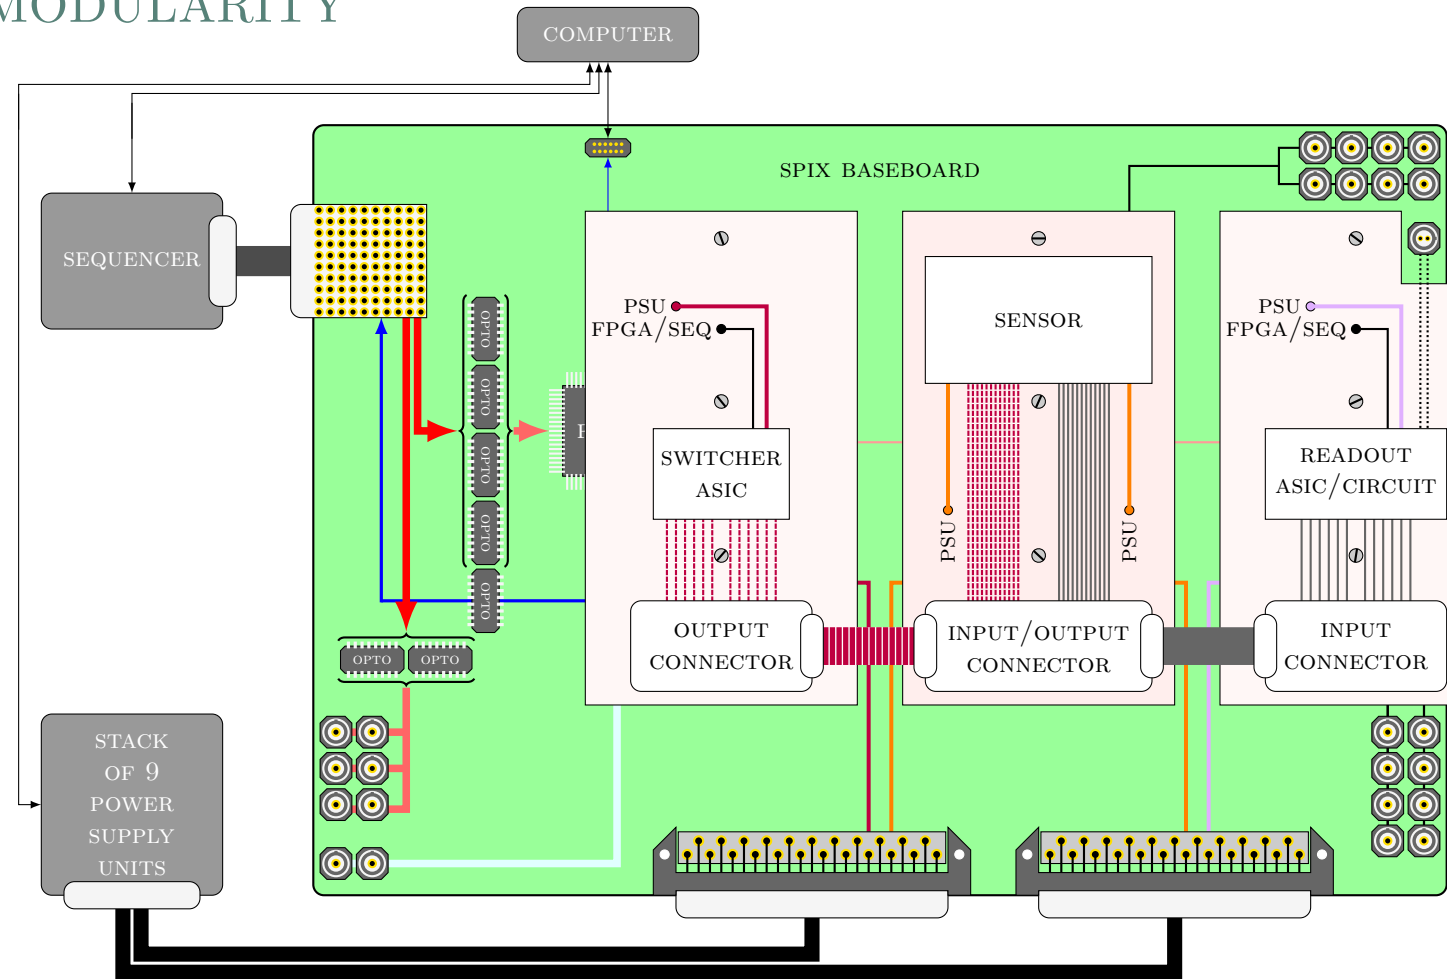 MODULARITY
COMPUTER
SPIX BASEBOARD
SEQUENCER
OPTO
OPTO
OPTO
OPTO
OPTO
PSU
FPGA/SEQ
SWITCHER
ASIC
OUTPUT
CONNECTOR
SENSOR
PSU
PSU
INPUT/OUTPUT
CONNECTOR
PSU
FPGA/SEQ
READOUT
ASIC/CIRCUIT
INPUT
CONNECTOR
OPTO
OPTO
STACK
OF 9
POWER
SUPPLY
UNITS